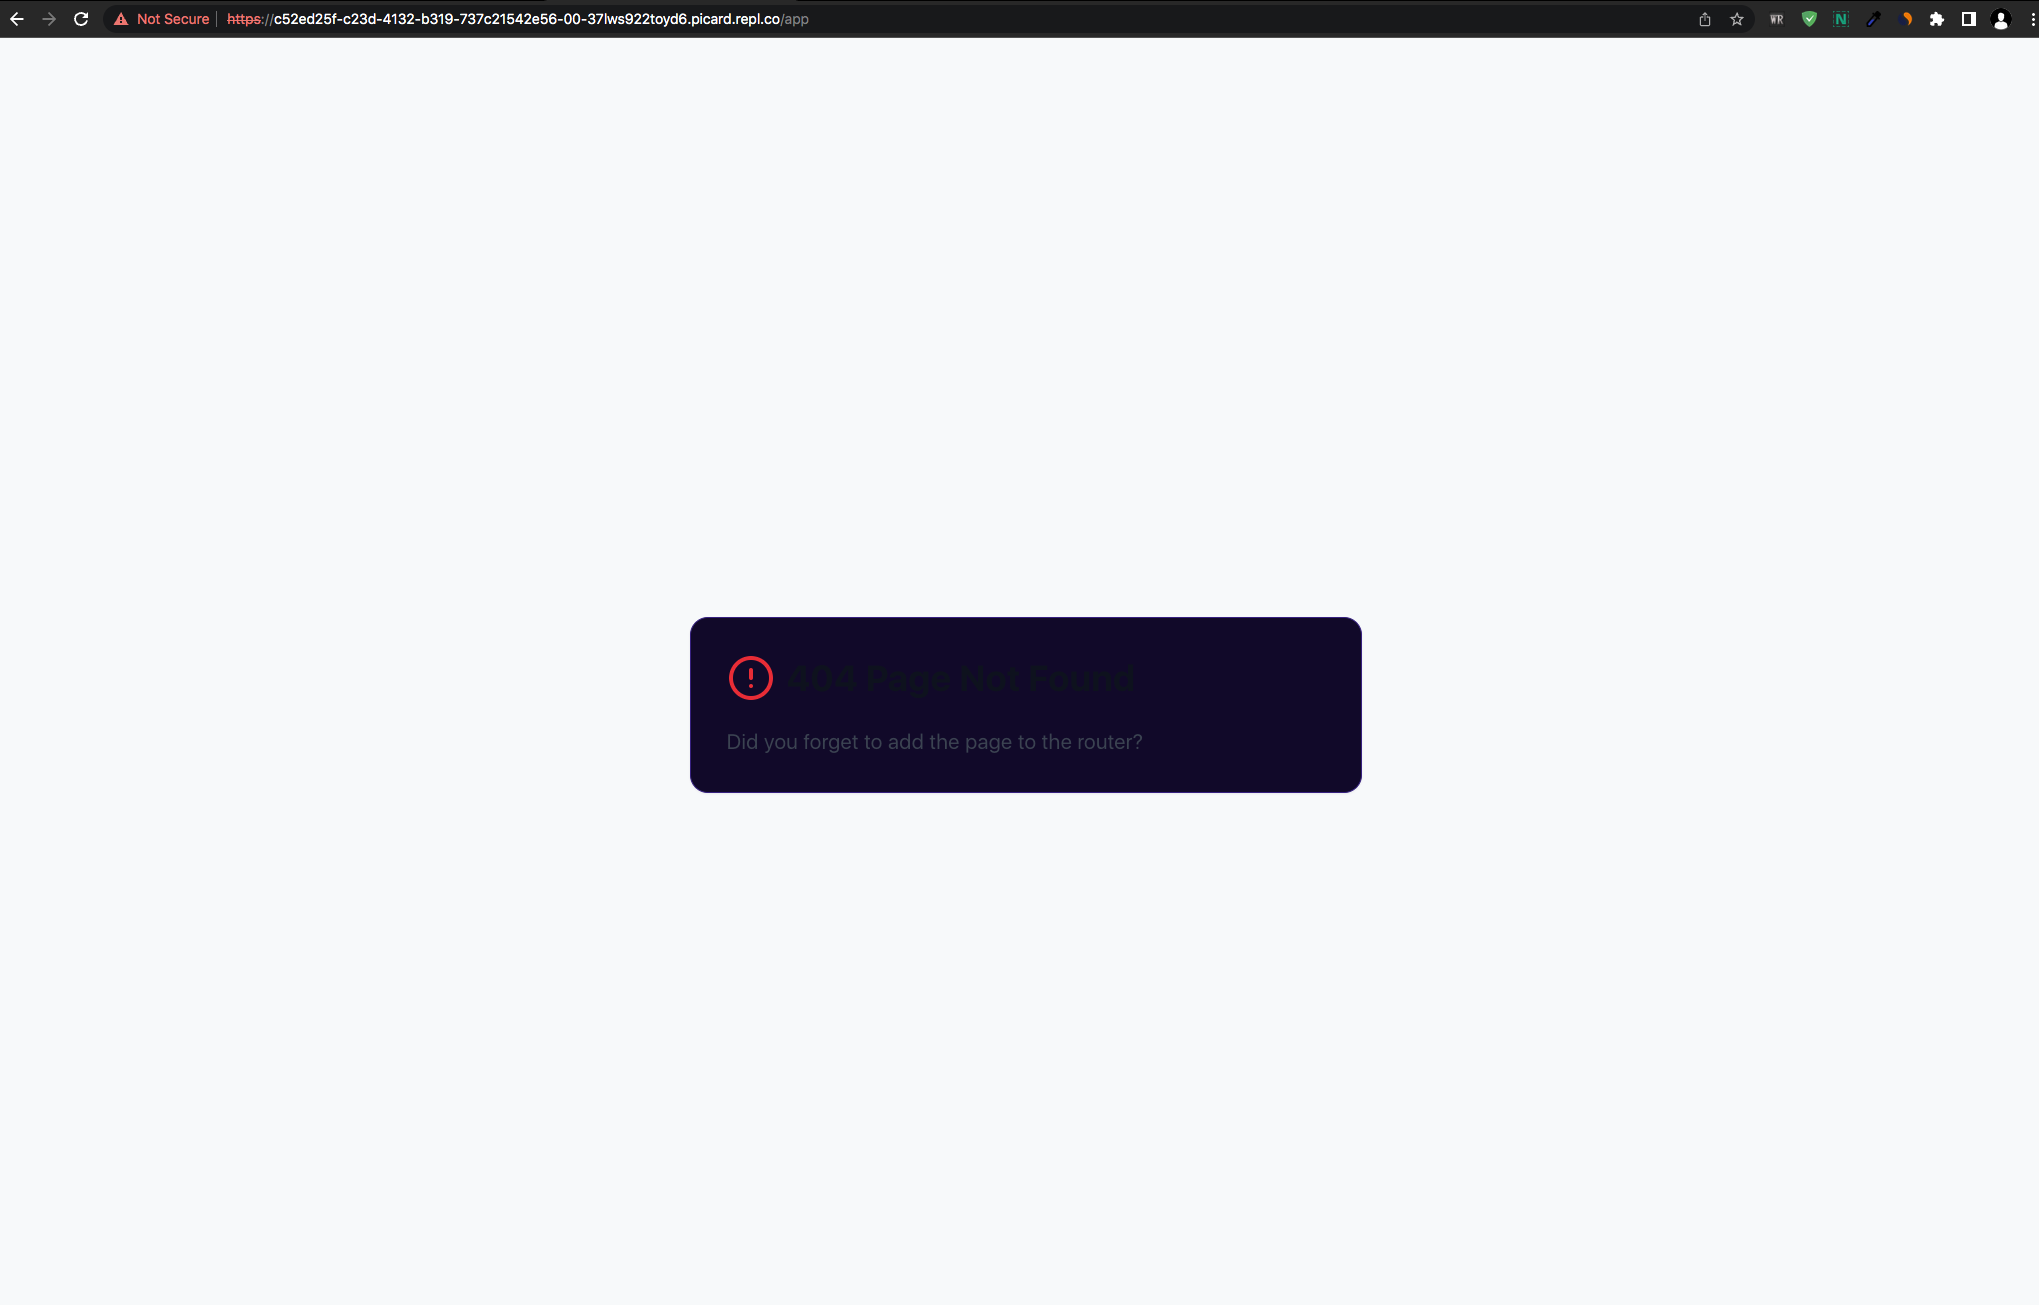 Not Secure | https://c52ed25f-c23d-4132-b319-737c21542e56-00-37lws922toyd6.picard.repl.co/app
WR
N
404 Page Not Found
Did you forget to add the page to the router?